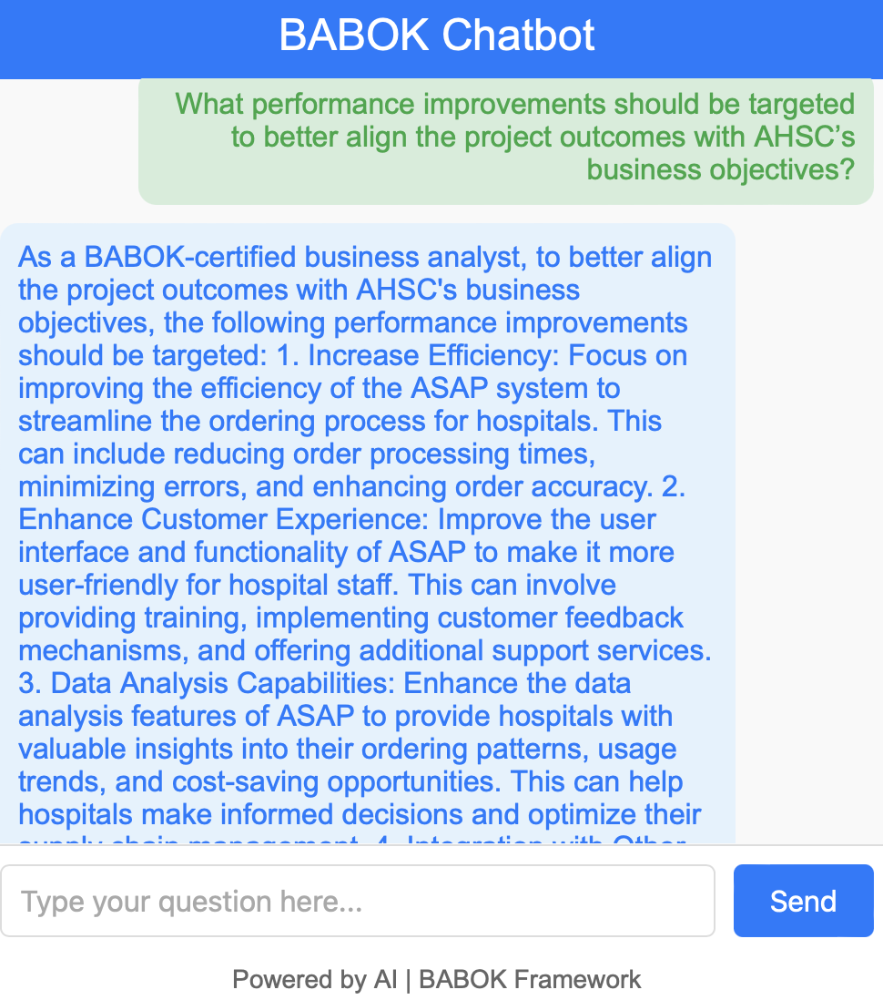 BABOK Chatbot
What performance improvements should be targeted
to better align the project outcomes with AHSC’s
business objectives?
As a BABOK-certified business analyst, to better align
the project outcomes with AHSC's business
objectives, the following performance improvements
should be targeted: 1. Increase Efficiency: Focus on
improving the efficiency of the ASAP system to
streamline the ordering process for hospitals. This
can include reducing order processing times,
minimizing errors, and enhancing order accuracy. 2.
Enhance Customer Experience: Improve the user
interface and functionality of ASAP to make it more
user-friendly for hospital staff. This can involve
providing training, implementing customer feedback
mechanisms, and offering additional support services.
3. Data Analysis Capabilities: Enhance the data
analysis features of ASAP to provide hospitals with
valuable insights into their ordering patterns, usage
trends, and cost-saving opportunities. This can help
hospitals make informed decisions and optimize their
supply chain management. 4. Integration with Other
Type your question here...
Send
Powered by AI | BABOK Framework